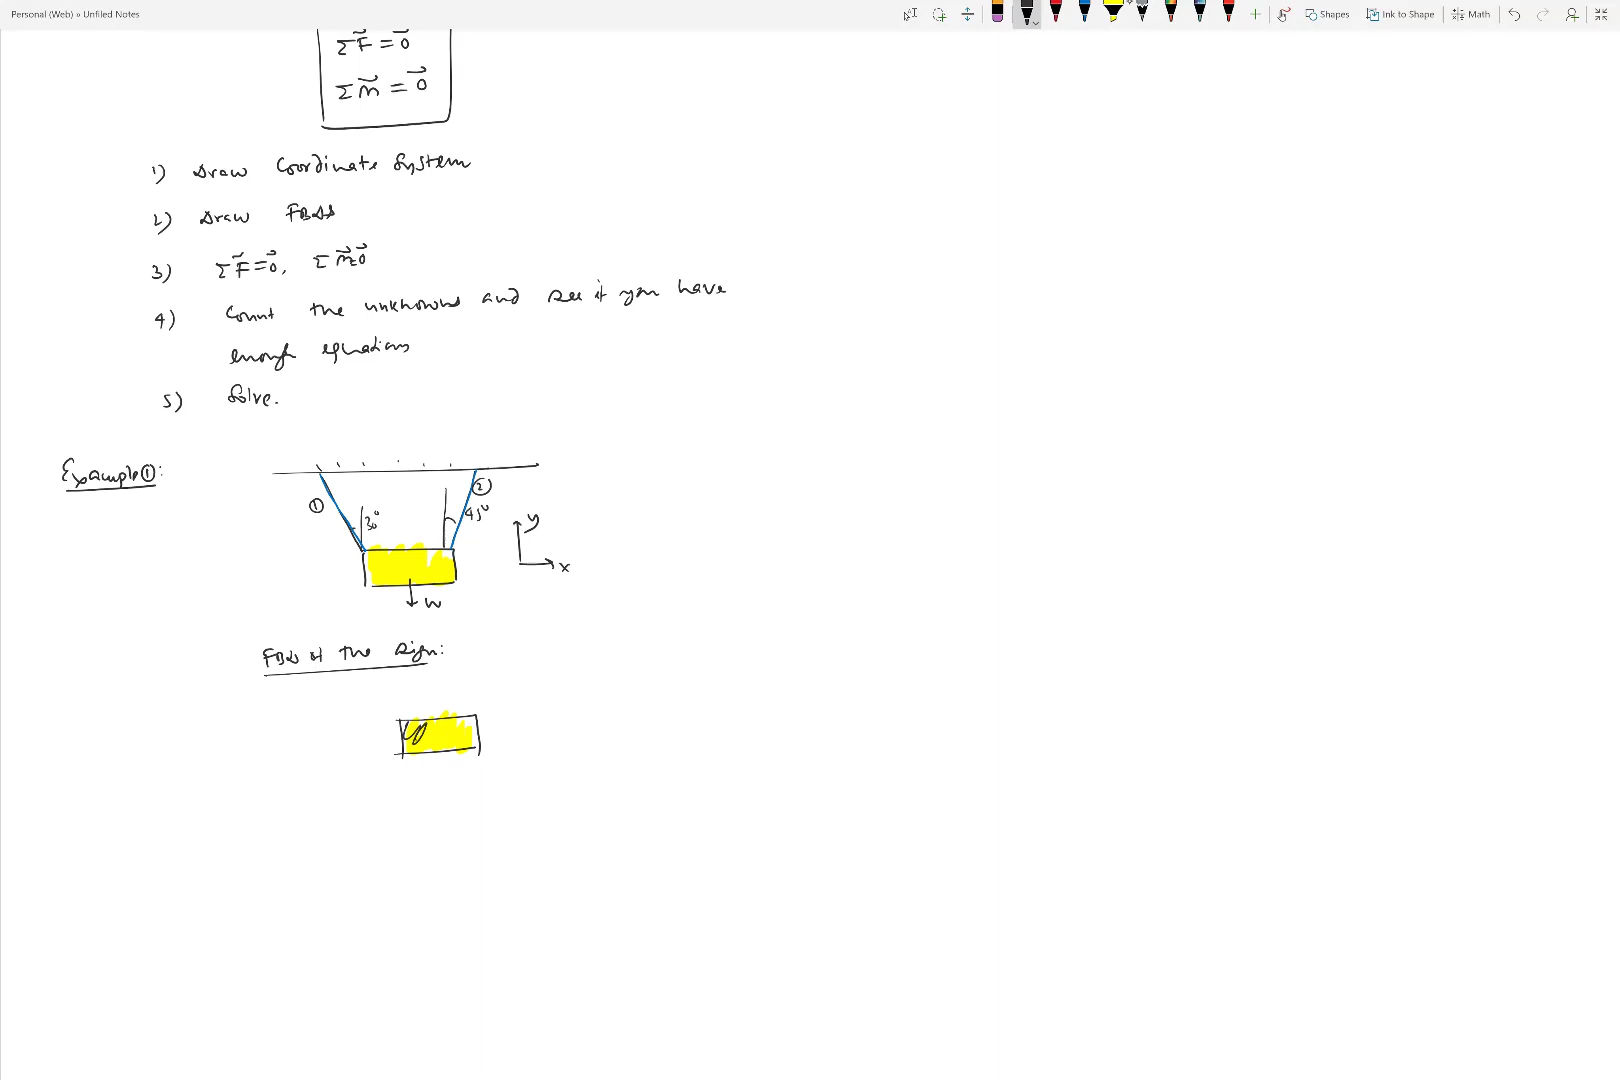 Personal (Web) » Unfiled Notes
Shapes
Ink to Shape
Math
ΣF⃗ = 0⃗
ΣM⃗ = 0⃗
1) Draw Coordinate System
2) Draw FBDs
3) ΣF⃗ = 0⃗, ΣM⃗ = 0⃗
4) Count the unknowns and see if you have
enough equations
5) Solve.
Example ①:
①
②
30°
45°
y
x
W
FBD of the sign: